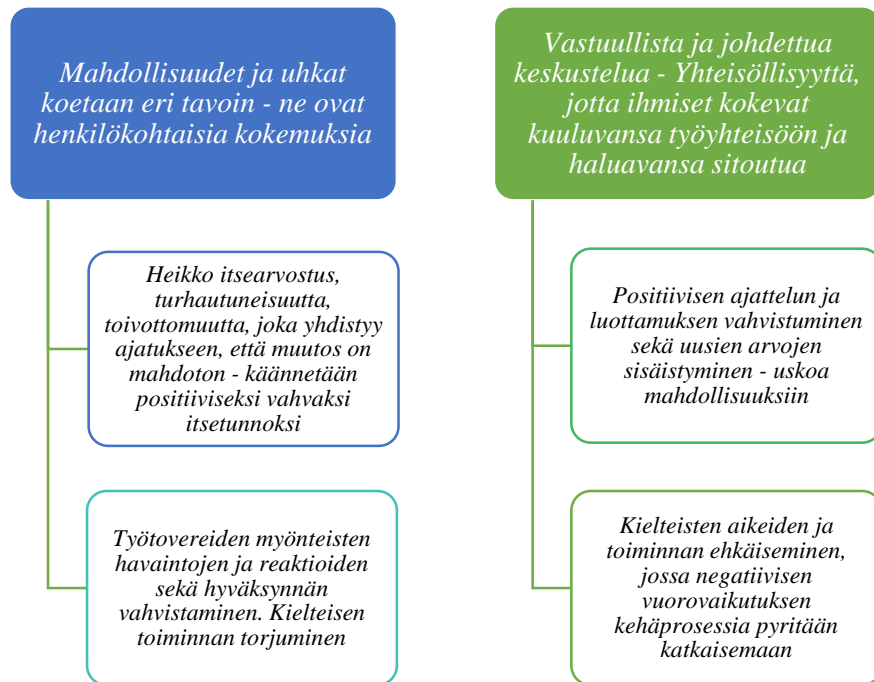 Mahdollisuudet ja uhkat
koetaan eri tavoin - ne ovat
henkilökohtaisia kokemuksia
Heikko itsearvostus,
turhautuneisuutta,
toivottomuutta, joka yhdistyy
ajatukseen, että muutos on
mahdoton - käännetään
positiiviseksi vahvaksi
itsetunnoksi
Työtovereiden myönteisten
havaintojen ja reaktioiden
sekä hyväksynnän
vahvistaminen. Kielteisen
toiminnan torjuminen
Vastuullista ja johdettua
keskustelua - Yhteisöllisyyttä,
jotta ihmiset kokevat
kuuluvansa työyhteisöön ja
haluavansa sitoutua
Positiivisen ajattelun ja
luottamuksen vahvistuminen
sekä uusien arvojen
sisäistyminen - uskoa
mahdollisuuksiin
Kielteisten aikeiden ja
toiminnan ehkäiseminen,
jossa negatiivisen
vuorovaikutuksen
kehäprosessia pyritään
katkaisemaan